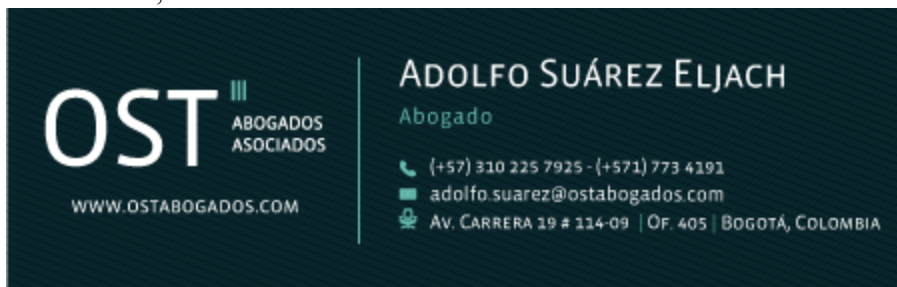 OST
ABOGADOS
ASOCIADOS
WWW.OSTABOGADOS.COM
ADOLFO SUÁREZ ELJACH
Abogado
(+57) 310 225 7925 - (+571) 773 4191
adolfo.suarez@ostabogados.com
AV. CARRERA 19 # 114-09 | OF. 405 | BOGOTÁ, COLOMBIA